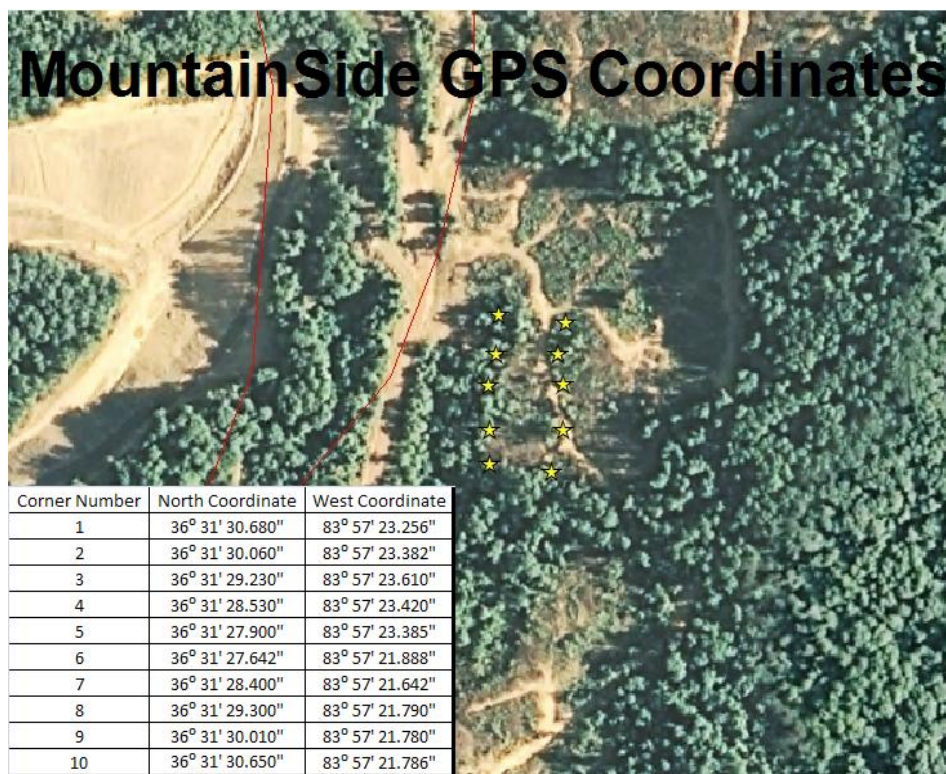 MountainSide GPS Coordinates
Corner Number North Coordinate West Coordinate
1 36° 31' 30.680" 83° 57' 23.256"
2 36° 31' 30.060" 83° 57' 23.382"
3 36° 31' 29.230" 83° 57' 23.610"
4 36° 31' 28.530" 83° 57' 23.420"
5 36° 31' 27.900" 83° 57' 23.385"
6 36° 31' 27.642" 83° 57' 21.888"
7 36° 31' 28.400" 83° 57' 21.642"
8 36° 31' 29.300" 83° 57' 21.790"
9 36° 31' 30.010" 83° 57' 21.780"
10 36° 31' 30.650" 83° 57' 21.786"